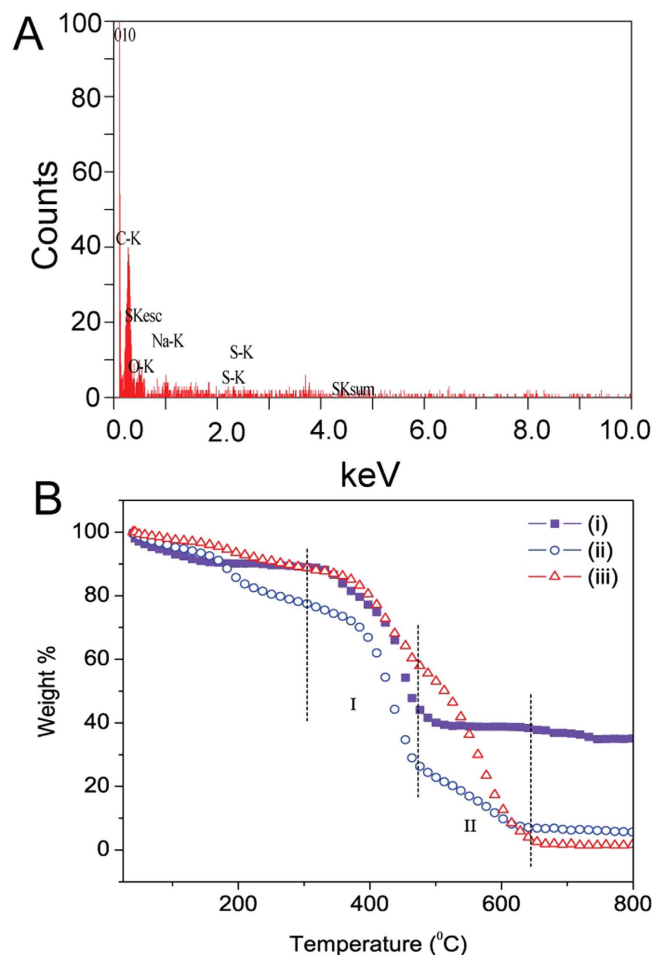 A
100
010
80
60
40
20
0
Counts
C-K
SKesc
Na-K
O-K
S-K
S-K
SKsum
0.0 2.0 4.0 6.0 8.0 10.0
keV
B
100
80
60
40
20
0
Weight %
(i)
(ii)
(iii)
I
II
200 400 600 800
Temperature (°C)